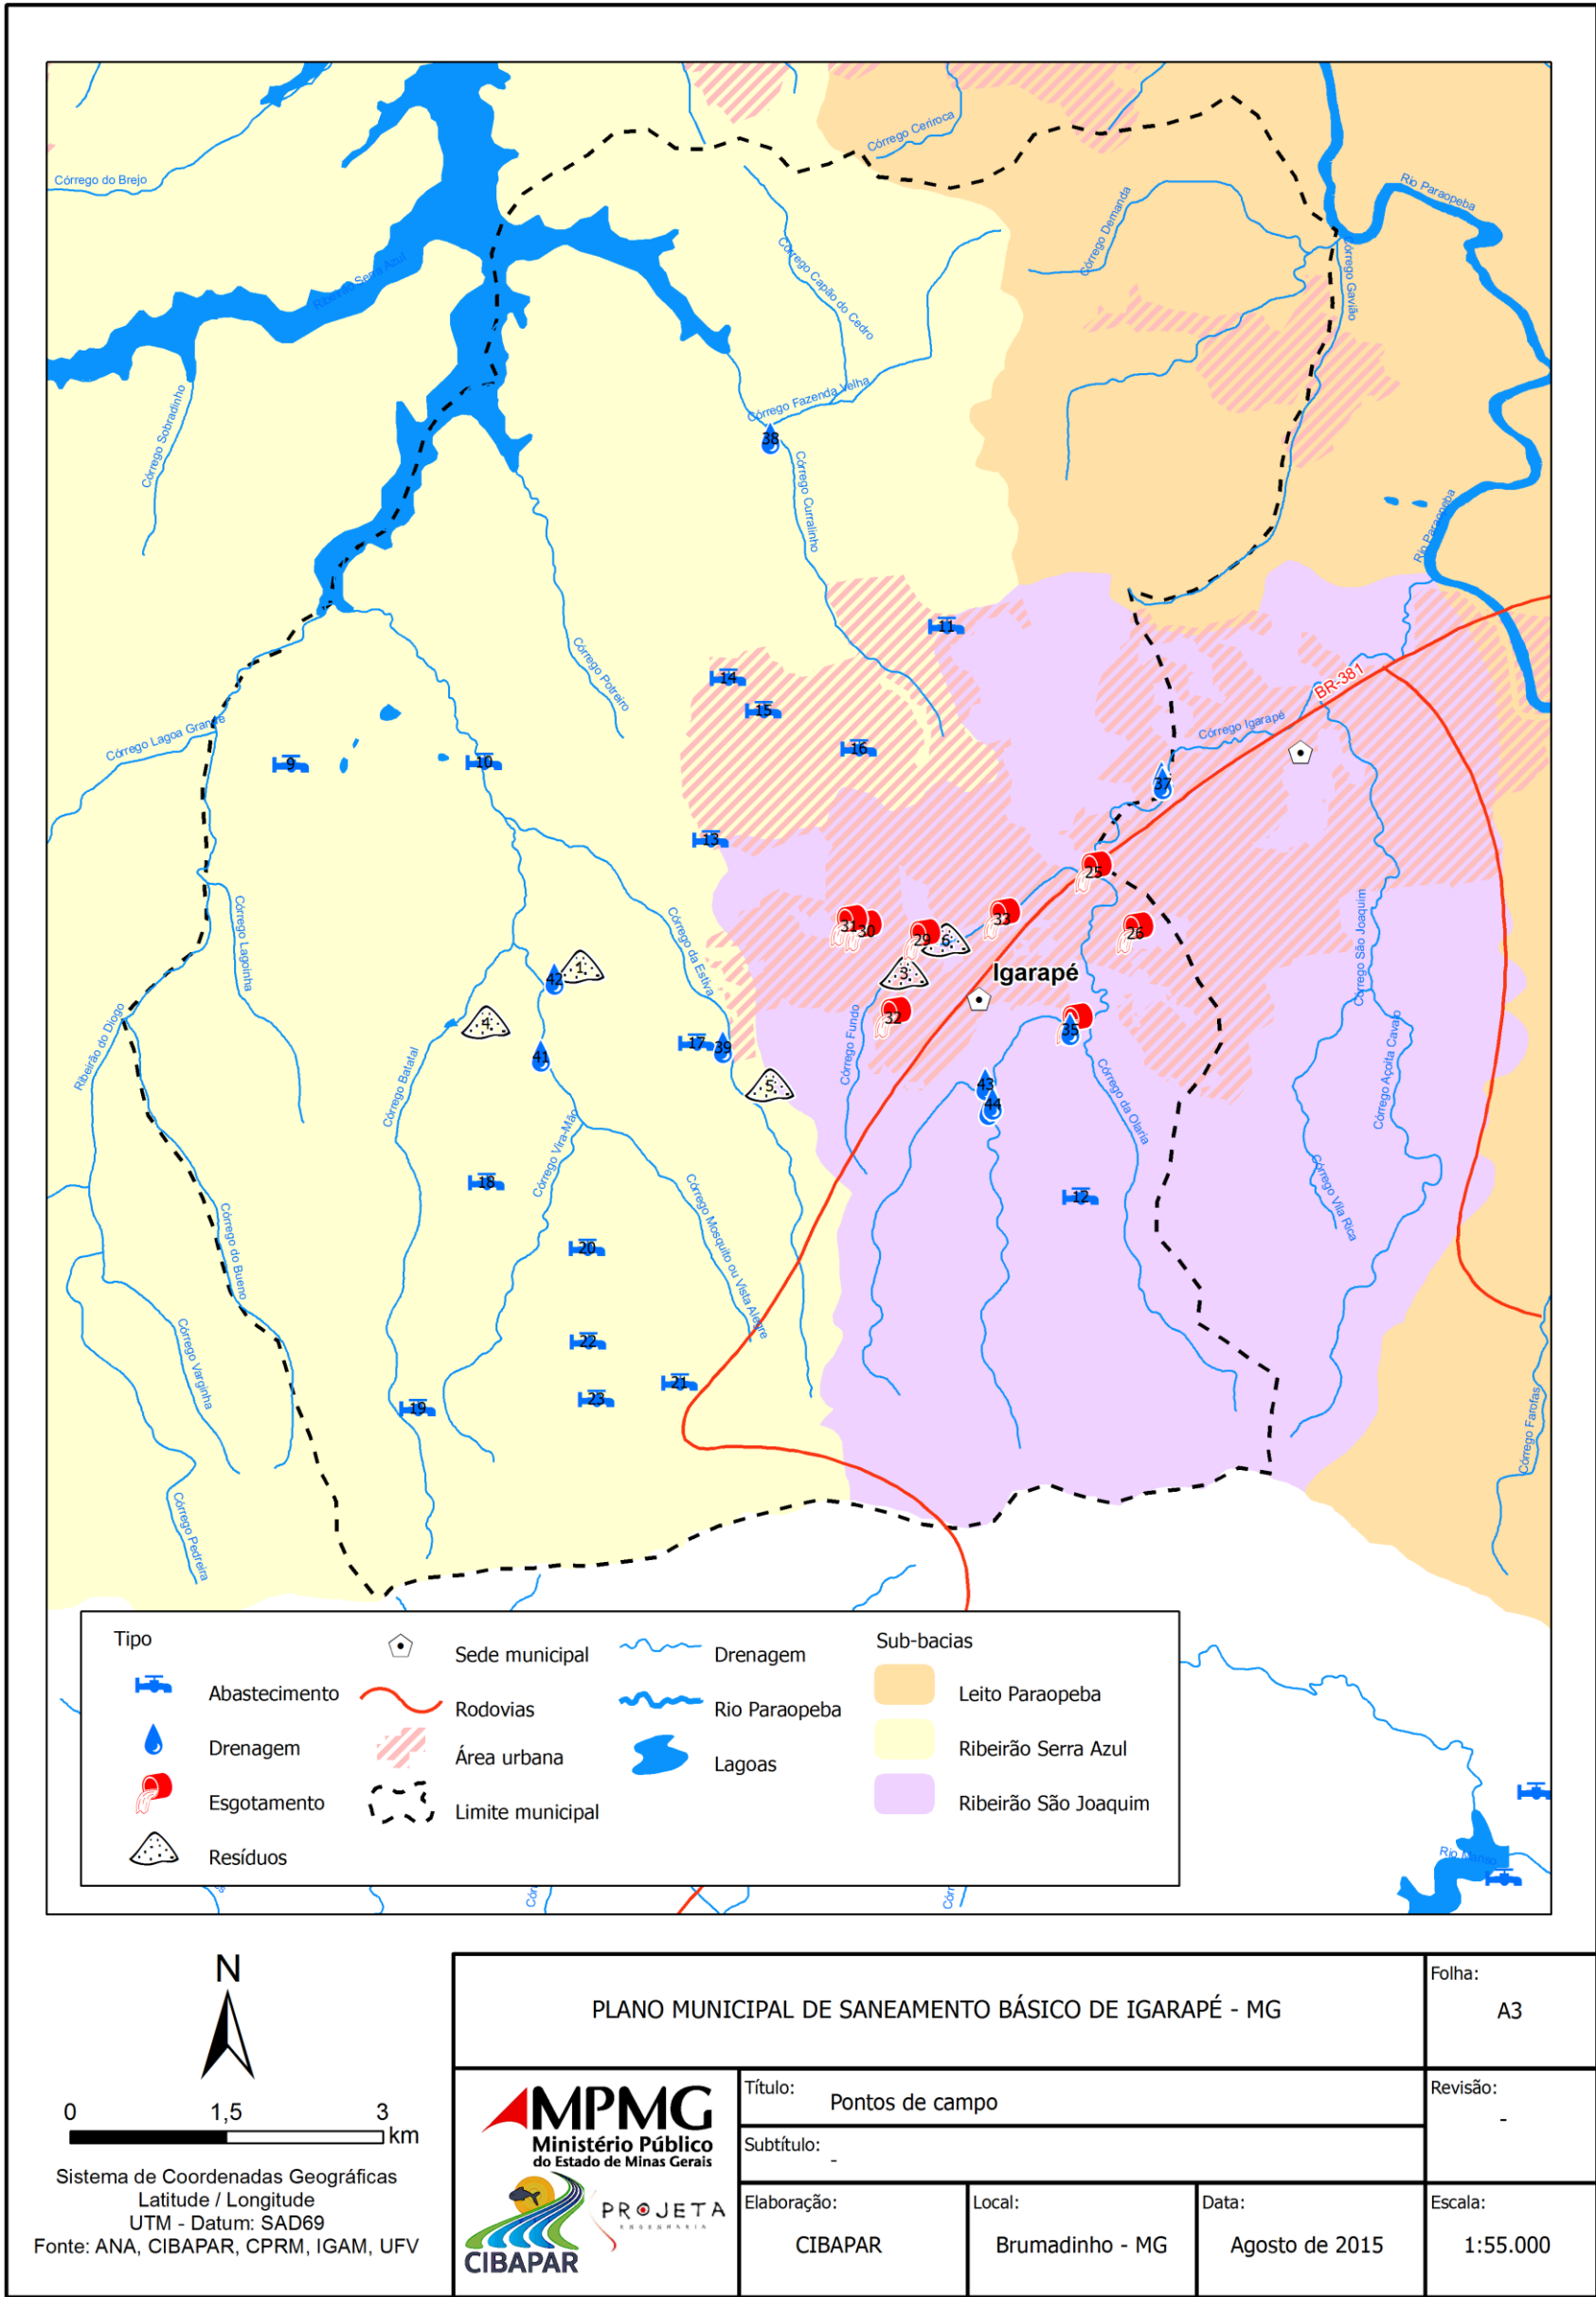 Córrego Ceriroca
Córrego do Brejo
Rio Paraopeba
Córrego Demanda
Córrego Gavião
Ribeirão Serra Azul
Córrego Capão do Cedro
Córrego Fazenda Velha
Córrego Sobradinho
38
Córrego Curralinho
Rio Paraopeba
11
Córrego Potreiro
14
BR-381
15
Córrego Lagoa Grande
16
Córrego Igarapé
9
10
37
13
25
Córrego Lagoinha
Córrego da Estiva
31
30
29
33
26
6
Córrego São Joaquim
1
42
3
Igarapé
4
32
35
Ribeirão do Diogo
17
39
41
Córrego Fundo
5
43
44
Córrego Batatal
Córrego da Olaria
Córrego Açoita Cavalo
Córrego Vira-Mão
18
12
Córrego Vila Rica
Córrego do Bueno
Córrego Mosquito ou Vista Alegre
20
22
Córrego Varginha
21
23
19
Córrego Farofas
Córrego Pedreira
Tipo
Abastecimento
Drenagem
Esgotamento
Resíduos
Sede municipal
Rodovias
Área urbana
Limite municipal
Drenagem
Rio Paraopeba
Lagoas
Sub-bacias
Leito Paraopeba
Ribeirão Serra Azul
Ribeirão São Joaquim
Rio Manso
Córr
Córr
N
0 1,5 3
km
Sistema de Coordenadas Geográficas
Latitude / Longitude
UTM - Datum: SAD69
Fonte: ANA, CIBAPAR, CPRM, IGAM, UFV
PLANO MUNICIPAL DE SANEAMENTO BÁSICO DE IGARAPÉ - MG
Folha:
A3
MPMG
Ministério Público
do Estado de Minas Gerais
CIBAPAR
PROJETA
ENGENHARIA
Título:
Pontos de campo
Revisão:
-
Subtítulo:
-
Elaboração:
CIBAPAR
Local:
Brumadinho - MG
Data:
Agosto de 2015
Escala:
1:55.000